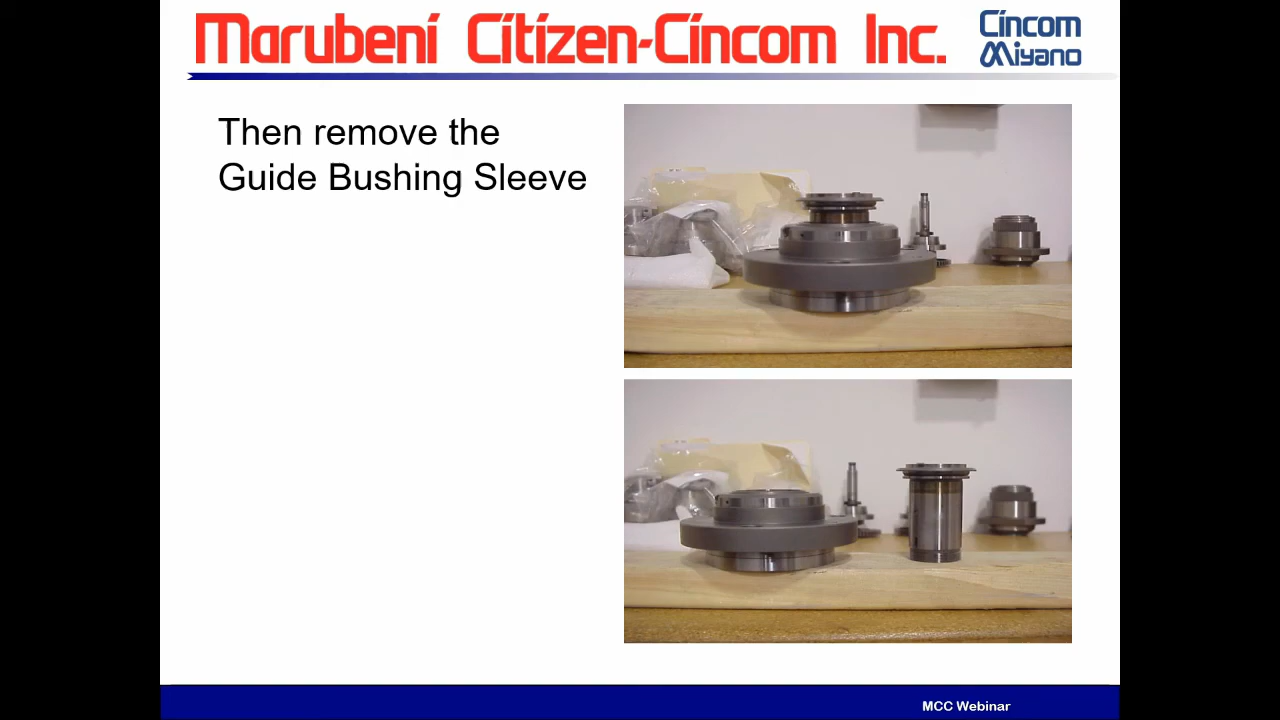 Marubeni Citizen-Cincom Inc.
Cincom
Miyano
Then remove the
Guide Bushing Sleeve
MCC Webinar